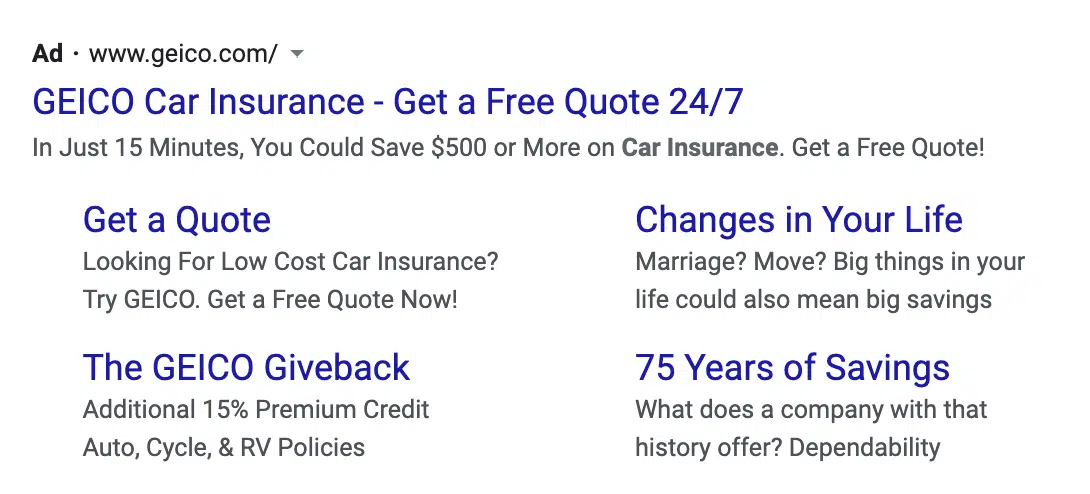 Ad · www.geico.com/
GEICO Car Insurance - Get a Free Quote 24/7
In Just 15 Minutes, You Could Save $500 or More on Car Insurance. Get a Free Quote!
Get a Quote
Looking For Low Cost Car Insurance?
Try GEICO. Get a Free Quote Now!
Changes in Your Life
Marriage? Move? Big things in your
life could also mean big savings
The GEICO Giveback
Additional 15% Premium Credit
Auto, Cycle, & RV Policies
75 Years of Savings
What does a company with that
history offer? Dependability